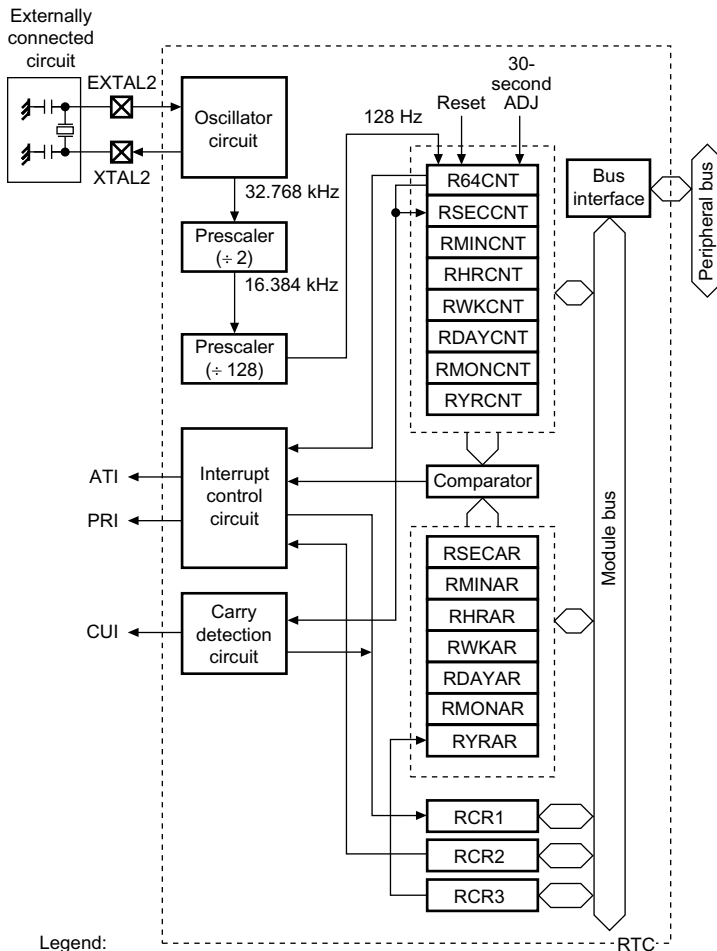 Externally
connected
circuit
EXTAL2
XTAL2
Oscillator
circuit
32.768 kHz
Prescaler
(÷ 2)
16.384 kHz
Prescaler
(÷ 128)
128 Hz
Reset
30-
second
ADJ
R64CNT
RSECCNT
RMINCNT
RHRCNT
RWKCNT
RDAYCNT
RMONCNT
RYRCNT
Bus
interface
Peripheral bus
ATI
PRI
Interrupt
control
circuit
Comparator
Module bus
CUI
Carry
detection
circuit
RSECAR
RMINAR
RHRAR
RWKAR
RDAYAR
RMONAR
RYRAR
RCR1
RCR2
RCR3
Legend:
RTC